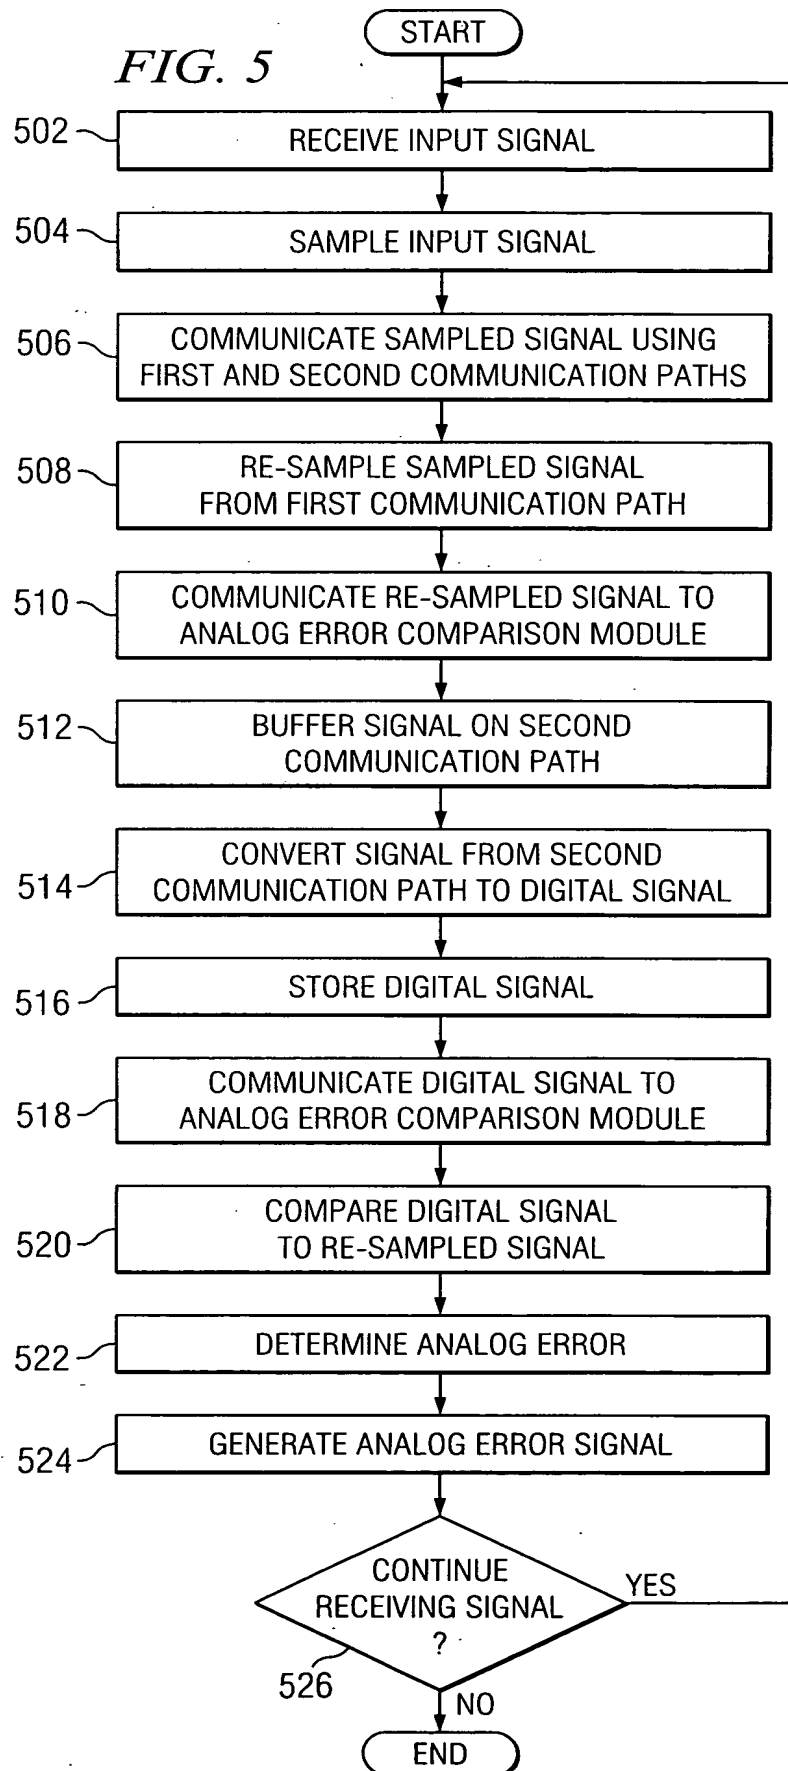 START
FIG. 5
502
RECEIVE INPUT SIGNAL
504
SAMPLE INPUT SIGNAL
506
COMMUNICATE SAMPLED SIGNAL USING
FIRST AND SECOND COMMUNICATION PATHS
508
RE-SAMPLE SAMPLED SIGNAL
FROM FIRST COMMUNICATION PATH
510
COMMUNICATE RE-SAMPLED SIGNAL TO
ANALOG ERROR COMPARISON MODULE
512
BUFFER SIGNAL ON SECOND
COMMUNICATION PATH
514
CONVERT SIGNAL FROM SECOND
COMMUNICATION PATH TO DIGITAL SIGNAL
516
STORE DIGITAL SIGNAL
518
COMMUNICATE DIGITAL SIGNAL TO
ANALOG ERROR COMPARISON MODULE
520
COMPARE DIGITAL SIGNAL
TO RE-SAMPLED SIGNAL
522
DETERMINE ANALOG ERROR
524
GENERATE ANALOG ERROR SIGNAL
CONTINUE
RECEIVING SIGNAL
?
YES
526
NO
END